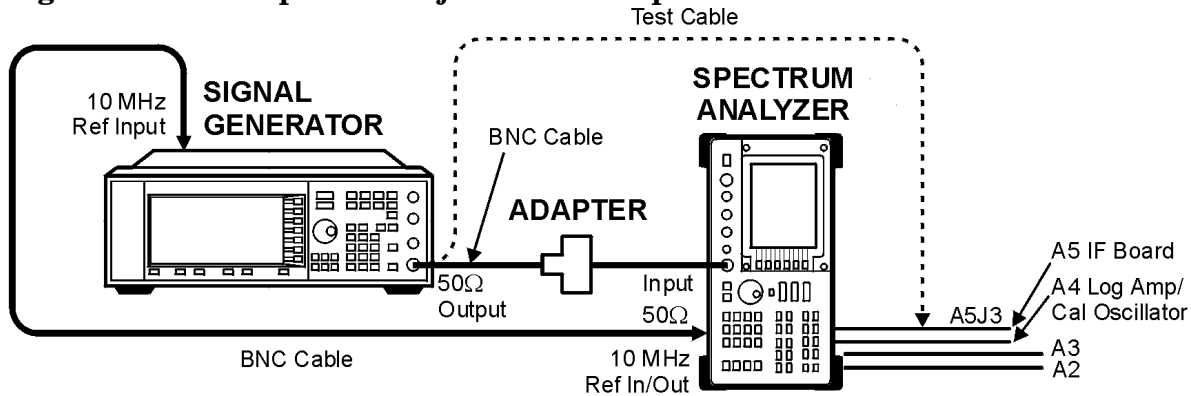 Test Cable
10 MHz
Ref Input
SIGNAL
GENERATOR
SPECTRUM
ANALYZER
BNC Cable
ADAPTER
50Ω
Output
Input
50Ω
A5J3
A5 IF Board
A4 Log Amp/
Cal Oscillator
A3
A2
BNC Cable
10 MHz
Ref In/Out